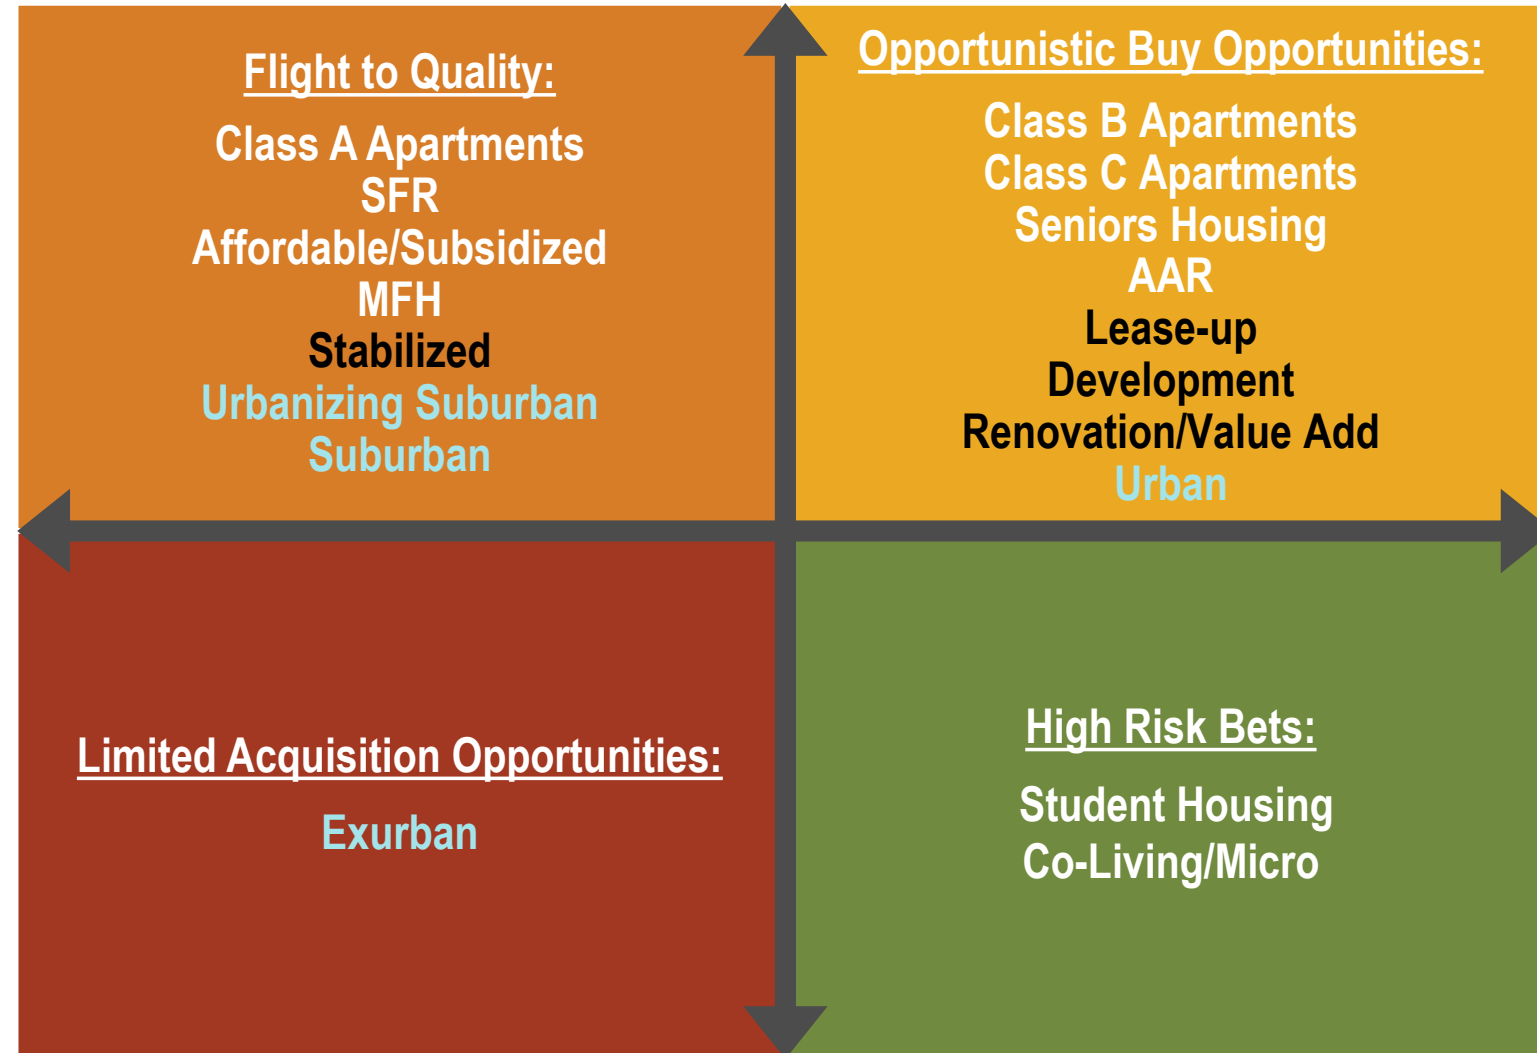 Flight to Quality:
Class A Apartments
SFR
Affordable/Subsidized
MFH
Stabilized
Urbanizing Suburban
Suburban
Opportunistic Buy Opportunities:
Class B Apartments
Class C Apartments
Seniors Housing
AAR
Lease-up
Development
Renovation/Value Add
Urban
Limited Acquisition Opportunities:
Exurban
High Risk Bets:
Student Housing
Co-Living/Micro